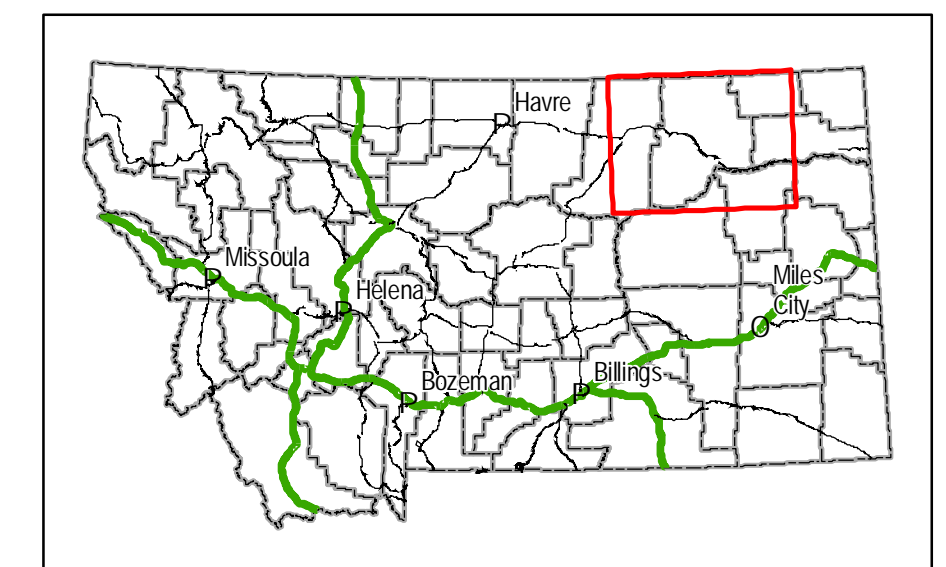 Havre
P
Missoula
P
Helena
P
Miles
City
O
Billings
P
Bozeman
P